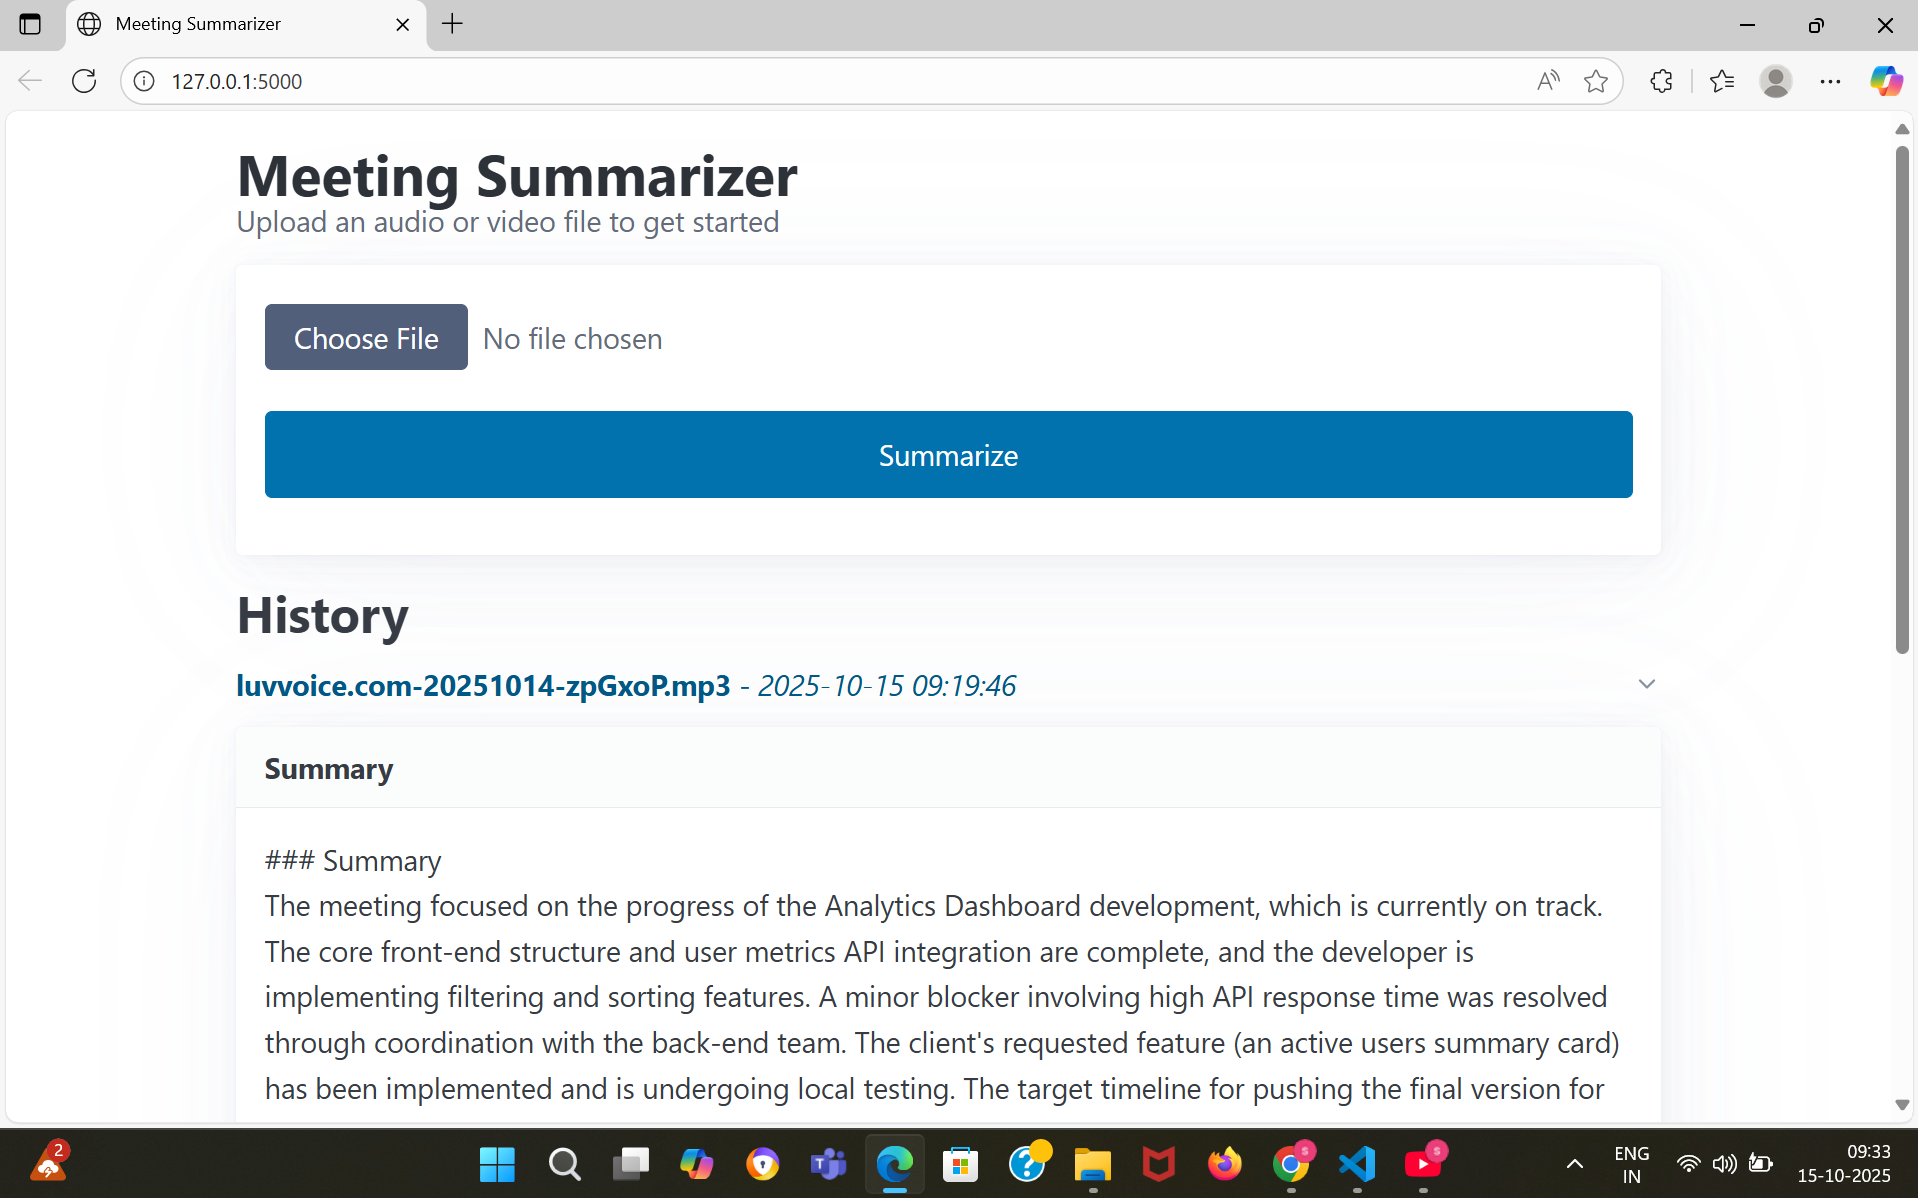 Meeting Summarizer
127.0.0.1:5000
Meeting Summarizer
Upload an audio or video file to get started
Choose File No file chosen
Summarize
History
luvvoice.com-20251014-zpGxoP.mp3 - 2025-10-15 09:19:46
Summary
### Summary
The meeting focused on the progress of the Analytics Dashboard development, which is currently on track.
The core front-end structure and user metrics API integration are complete, and the developer is
implementing filtering and sorting features. A minor blocker involving high API response time was resolved
through coordination with the back-end team. The client's requested feature (an active users summary card)
has been implemented and is undergoing local testing. The target timeline for pushing the final version for
2
T
?
S
S
ENG
IN
09:33
15-10-2025